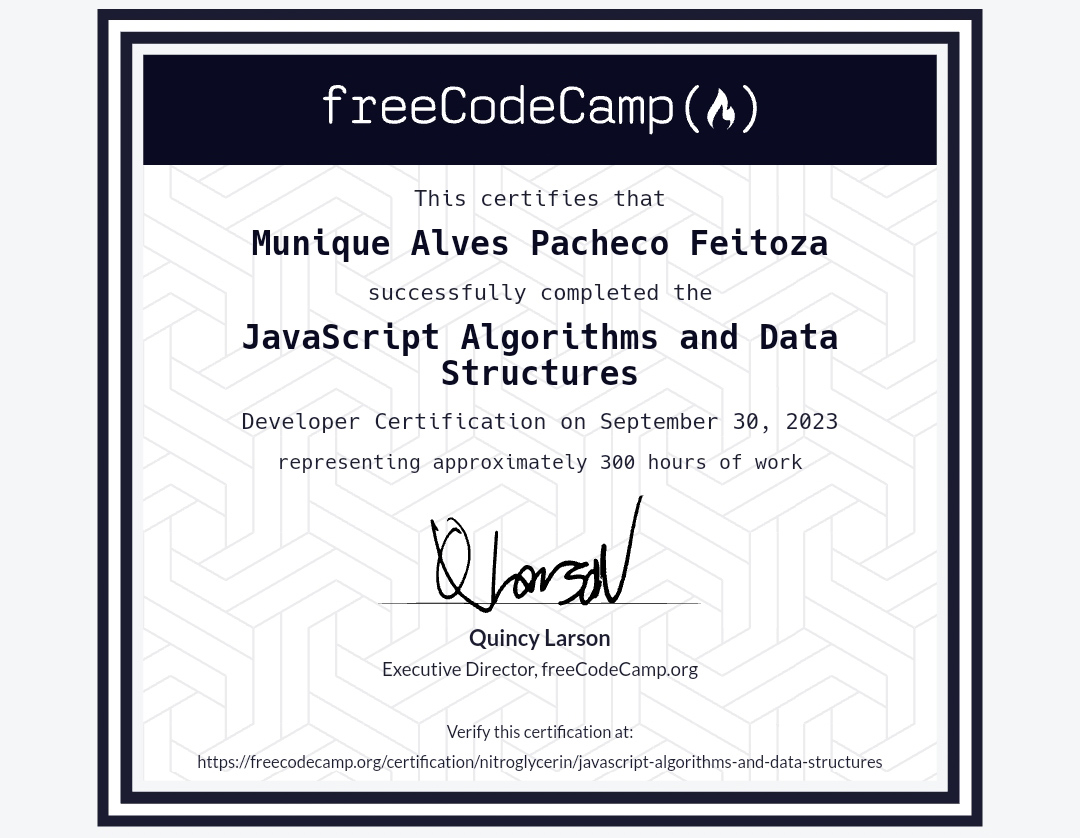 freeCodeCamp
This certifies that
Munique Alves Pacheco Feitoza
successfully completed the
JavaScript Algorithms and Data
Structures
Developer Certification on September 30, 2023
representing approximately 300 hours of work
Q Larson
Quincy Larson
Executive Director, freeCodeCamp.org
Verify this certification at:
https://freecodecamp.org/certification/nitroglycerin/javascript-algorithms-and-data-structures